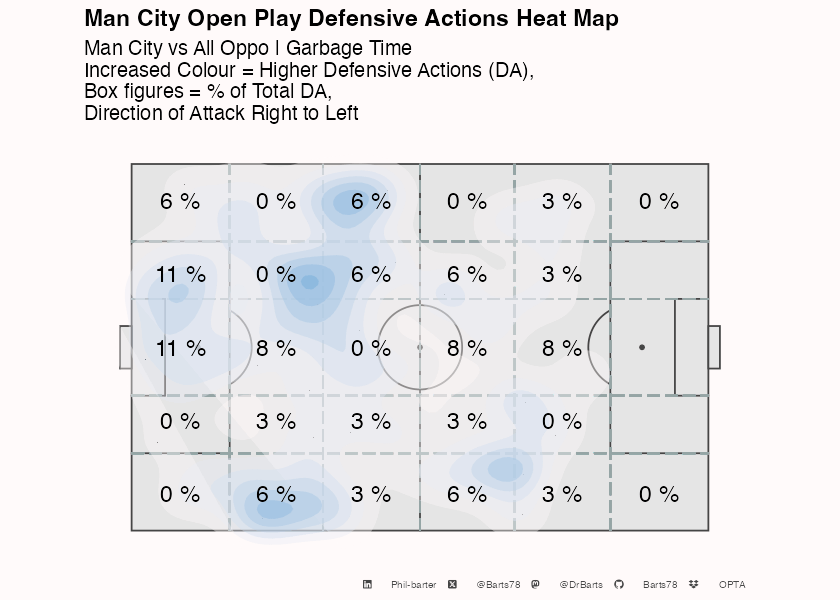 Man City Open Play Defensive Actions Heat Map
Man City vs All Oppo | Garbage Time
Increased Colour = Higher Defensive Actions (DA),
Box figures = % of Total DA,
Direction of Attack Right to Left
6 % 0 % 6 % 0 % 3 % 0 %
11 % 0 % 6 % 6 % 3 %
11 % 8 % 0 % 8 % 8 %
0 % 3 % 3 % 3 % 0 %
0 % 6 % 3 % 6 % 3 % 0 %
Phil-barter @Barts78 @DrBarts Barts78 OPTA